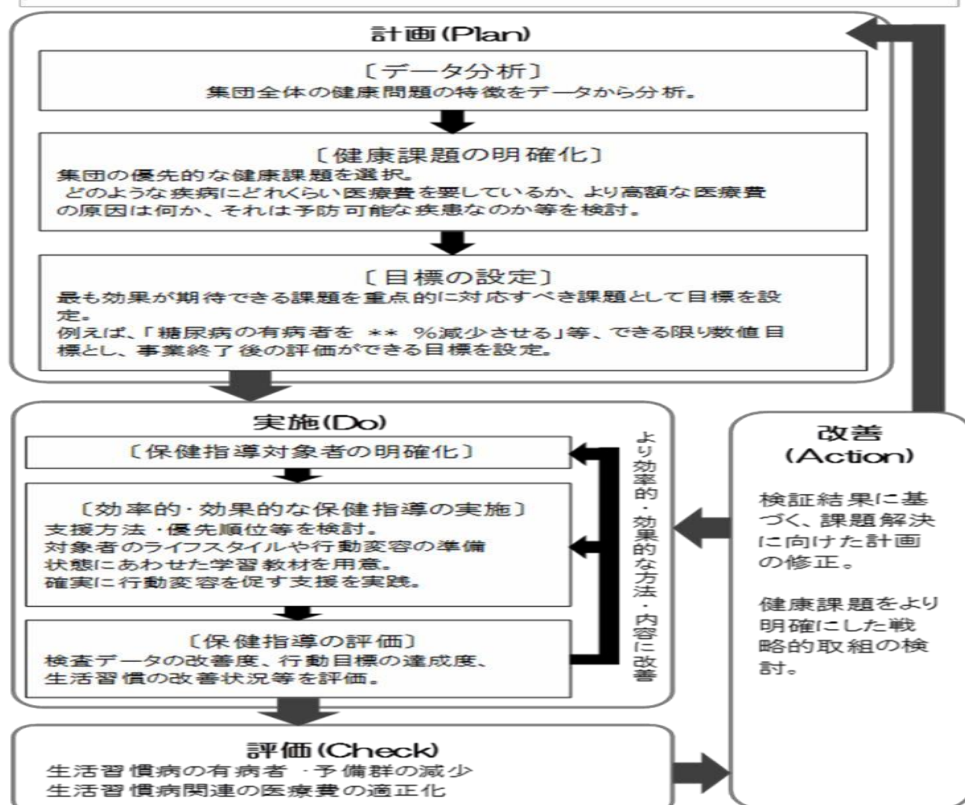 計画(Plan)
〔データ分析〕
集団全体の健康問題の特徴をデータから分析。
〔健康課題の明確化〕
集団の優先的な健康課題を選択。
どのような疾病にどれくらい医療費を要しているか、より高額な医療費
の原因は何か、それは予防可能な疾患なのか等を検討。
〔目標の設定〕
最も効果が期待できる課題を重点的に対応すべき課題として目標を設
定。
例えば、「糖尿病の有病者を ** %減少させる」等、できる限り数値目
標とし、事業終了後の評価ができる目標を設定。
実施(Do)
〔保健指導対象者の明確化〕
〔効率的・効果的な保健指導の実施〕
支援方法・優先順位等を検討。
対象者のライフスタイルや行動変容の準備
状態にあわせた学習教材を用意。
確実に行動変容を促す支援を実践。
〔保健指導の評価〕
検査データの改善度、行動目標の達成度、
生活習慣の改善状況等を評価。
より効率的・効果的な方法・内容に改善
評価(Check)
生活習慣病の有病者・予備群の減少
生活習慣病関連の医療費の適正化
改善
(Action)
検証結果に基
づく、課題解決
に向けた計画
の修正。
健康課題をより
明確にした戦
略的取組の検
討。